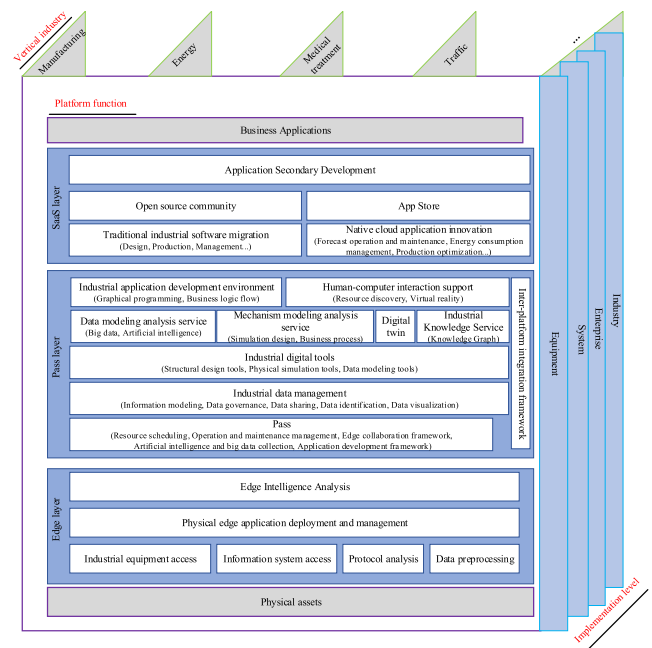 Vertical industry
Manufacturing
Energy
Medical
treatment
Traffic
...
Platform function
Business Applications
SaaS layer
Application Secondary Development
Open source community
App Store
Traditional industrial software migration
(Design, Production, Management...)
Native cloud application innovation
(Forecast operation and maintenance, Energy consumption
management, Production optimization...)
Pass layer
Industrial application development environment
(Graphical programming, Business logic flow)
Human-computer interaction support
(Resource discovery, Virtual reality)
Data modeling analysis service
(Big data, Artificial intelligence)
Mechanism modeling analysis
service
(Simulation design, Business process)
Digital
twin
Industrial
Knowledge Service
(Knowledge Graph)
Industrial digital tools
(Structural design tools, Physical simulation tools, Data modeling tools)
Industrial data management
(Information modeling, Data governance, Data sharing, Data identification, Data visualization)
Pass
(Resource scheduling, Operation and maintenance management, Edge collaboration framework,
Artificial intelligence and big data collection, Application development framework)
Inter-platform integration framework
Edge layer
Edge Intelligence Analysis
Physical edge application deployment and management
Industrial equipment access
Information system access
Protocol analysis
Data preprocessing
Physical assets
Equipment
System
Enterprise
Industry
Implementation level